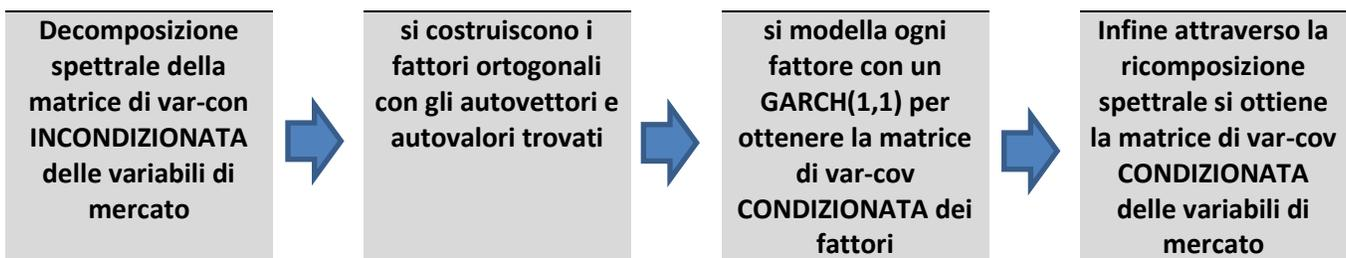 Decomposizione
spettrale della
matrice di var-con
INCONDIZIONATA
delle variabili di
mercato
si costruiscono i
fattori ortogonali
con gli autovettori e
autovalori trovati
si modella ogni
fattore con un
GARCH(1,1) per
ottenere la matrice
di var-cov
CONDIZIONATA dei
fattori
Infine attraverso la
ricomposizione
spettrale si ottiene
la matrice di var-cov
CONDIZIONATA
delle variabili di
mercato